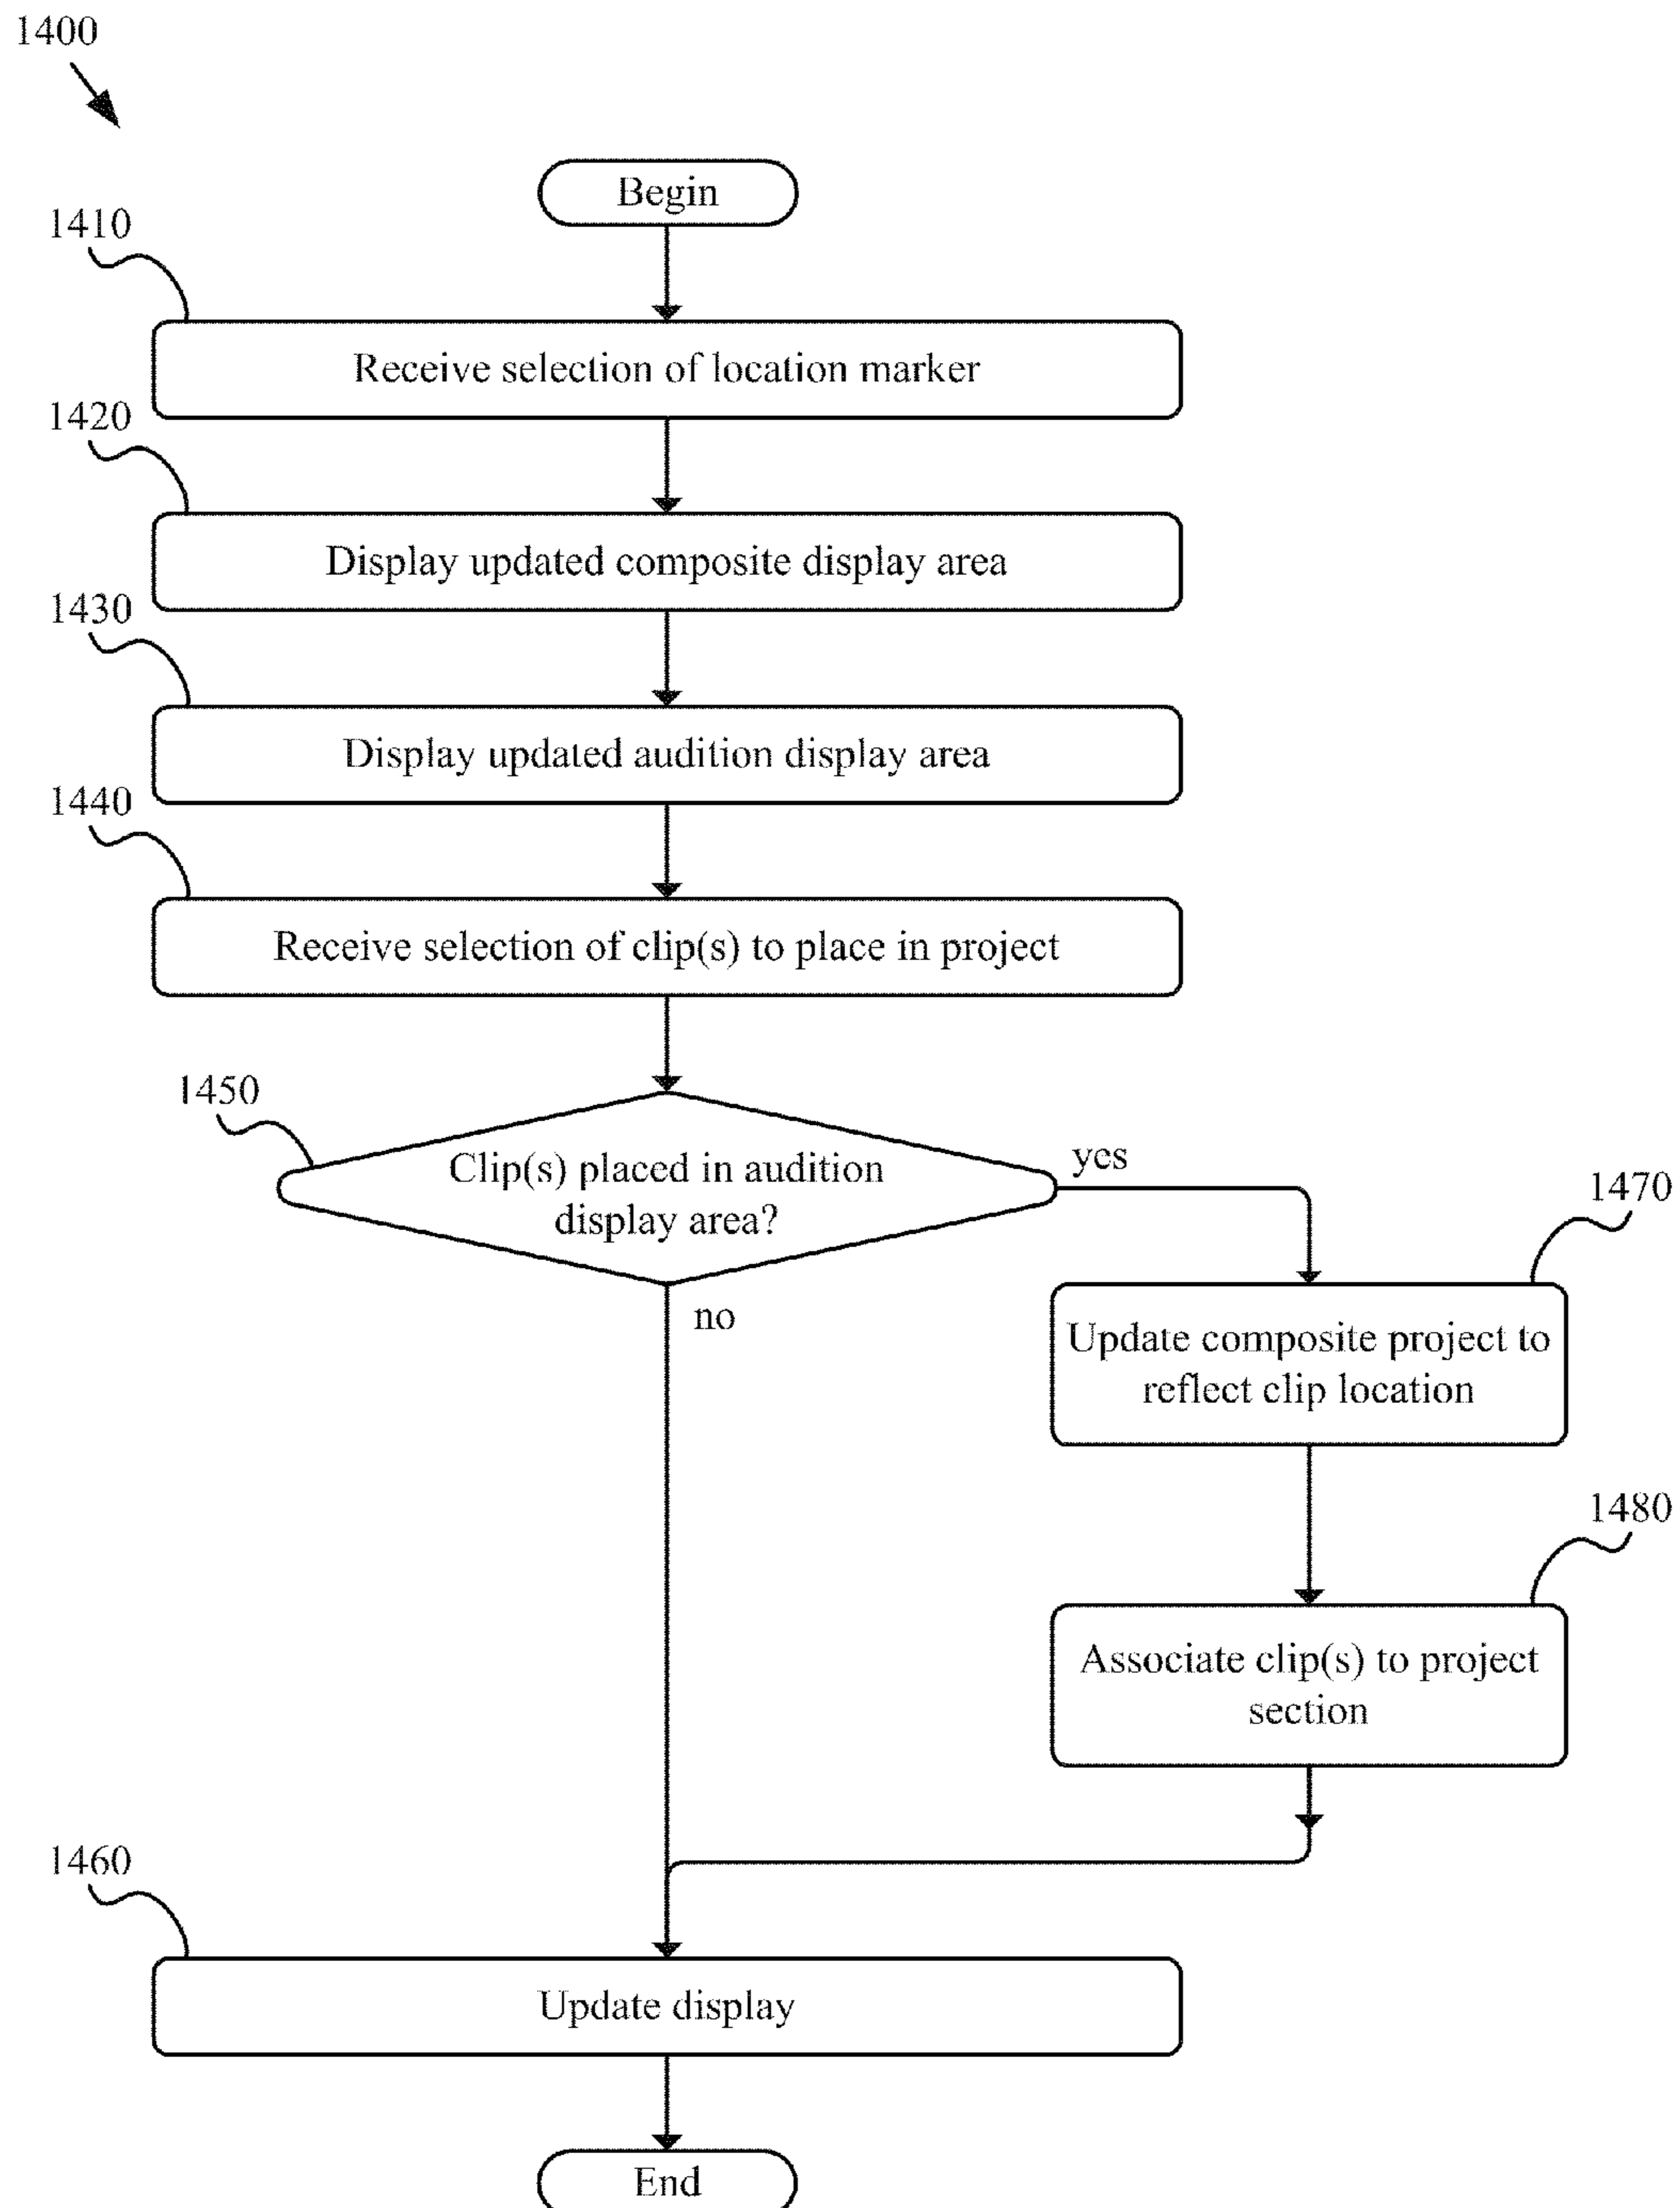 1400
Begin
1410
Receive selection of location marker
1420
Display updated composite display area
1430
Display updated audition display area
1440
Receive selection of clip(s) to place in project
1450
Clip(s) placed in audition
display area?
yes
no
1470
Update composite project to
reflect clip location
1480
Associate clip(s) to project
section
1460
Update display
End